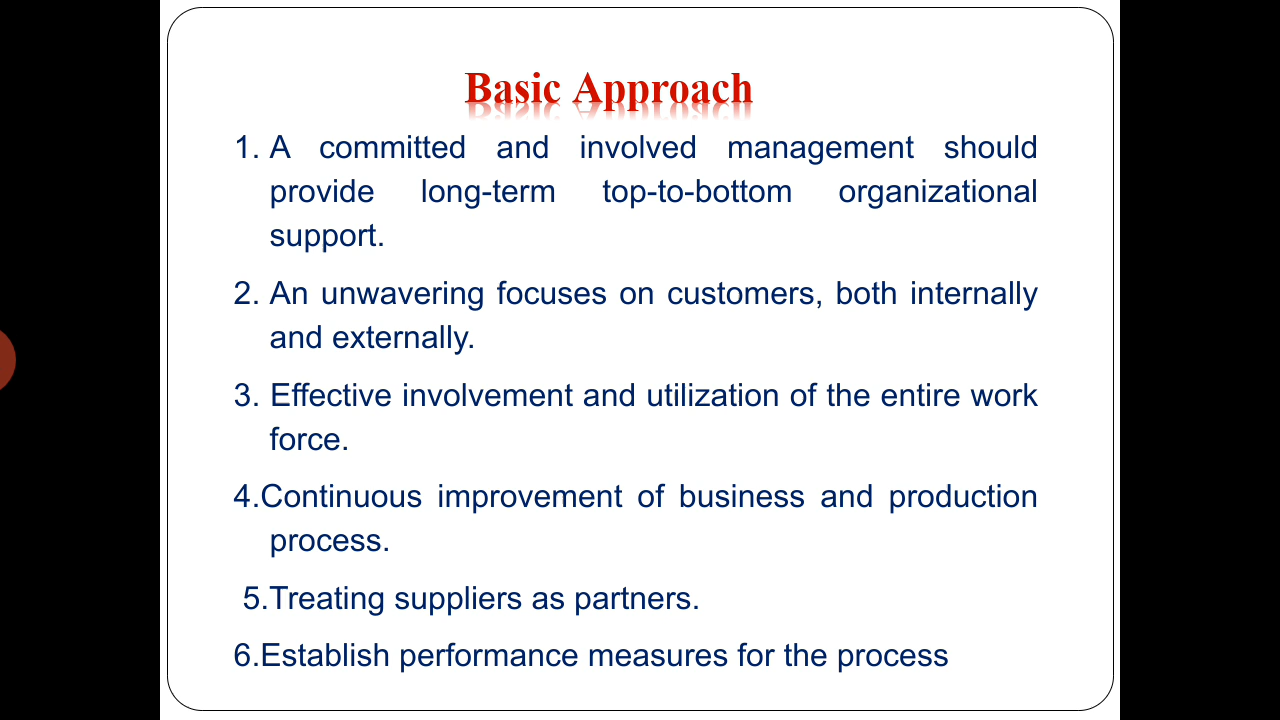 Basic Approach
1. A committed and involved management should
provide long-term top-to-bottom organizational
support.
2. An unwavering focuses on customers, both internally
and externally.
3. Effective involvement and utilization of the entire work
force.
4.Continuous improvement of business and production
process.
5.Treating suppliers as partners.
6.Establish performance measures for the process